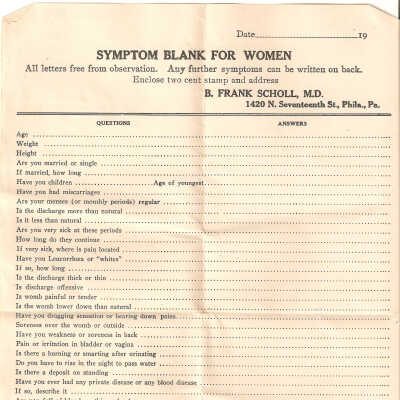 Date 19
SYMPTOM BLANK FOR WOMEN
All letters free from observation. Any further symptoms can be written on back.
Enclose two cent stamp and address
B. FRANK SCHOLL, M.D.
1420 N. Seventeenth St., Phila., Pa.
QUESTIONS ANSWERS
Age
Weight
Height
Are you married or single
If married, how long
Have you children Age of youngest
Have you had miscarriages
Are your menses (or monthly periods) regular
Is the discharge more than natural
Is it less than natural
Are you very sick at these periods
How long do they continue
If very sick, where is pain located
Have you Leucorrhœa or "whites"
If so, how long
Is the discharge thick or thin
Is discharge offensive
Is womb painful or tender
Is the womb lower down than natural
Have you dragging sensation or bearing down pains
Soreness over the womb or outside
Have you weakness or soreness in back
Pain or irritation in bladder or vagina
Is there a burning or smarting after urinating
Do you have to rise in the night to pass water
Is there a deposit on standing
Have you ever had any private disease or any blood disease
If so, describe it